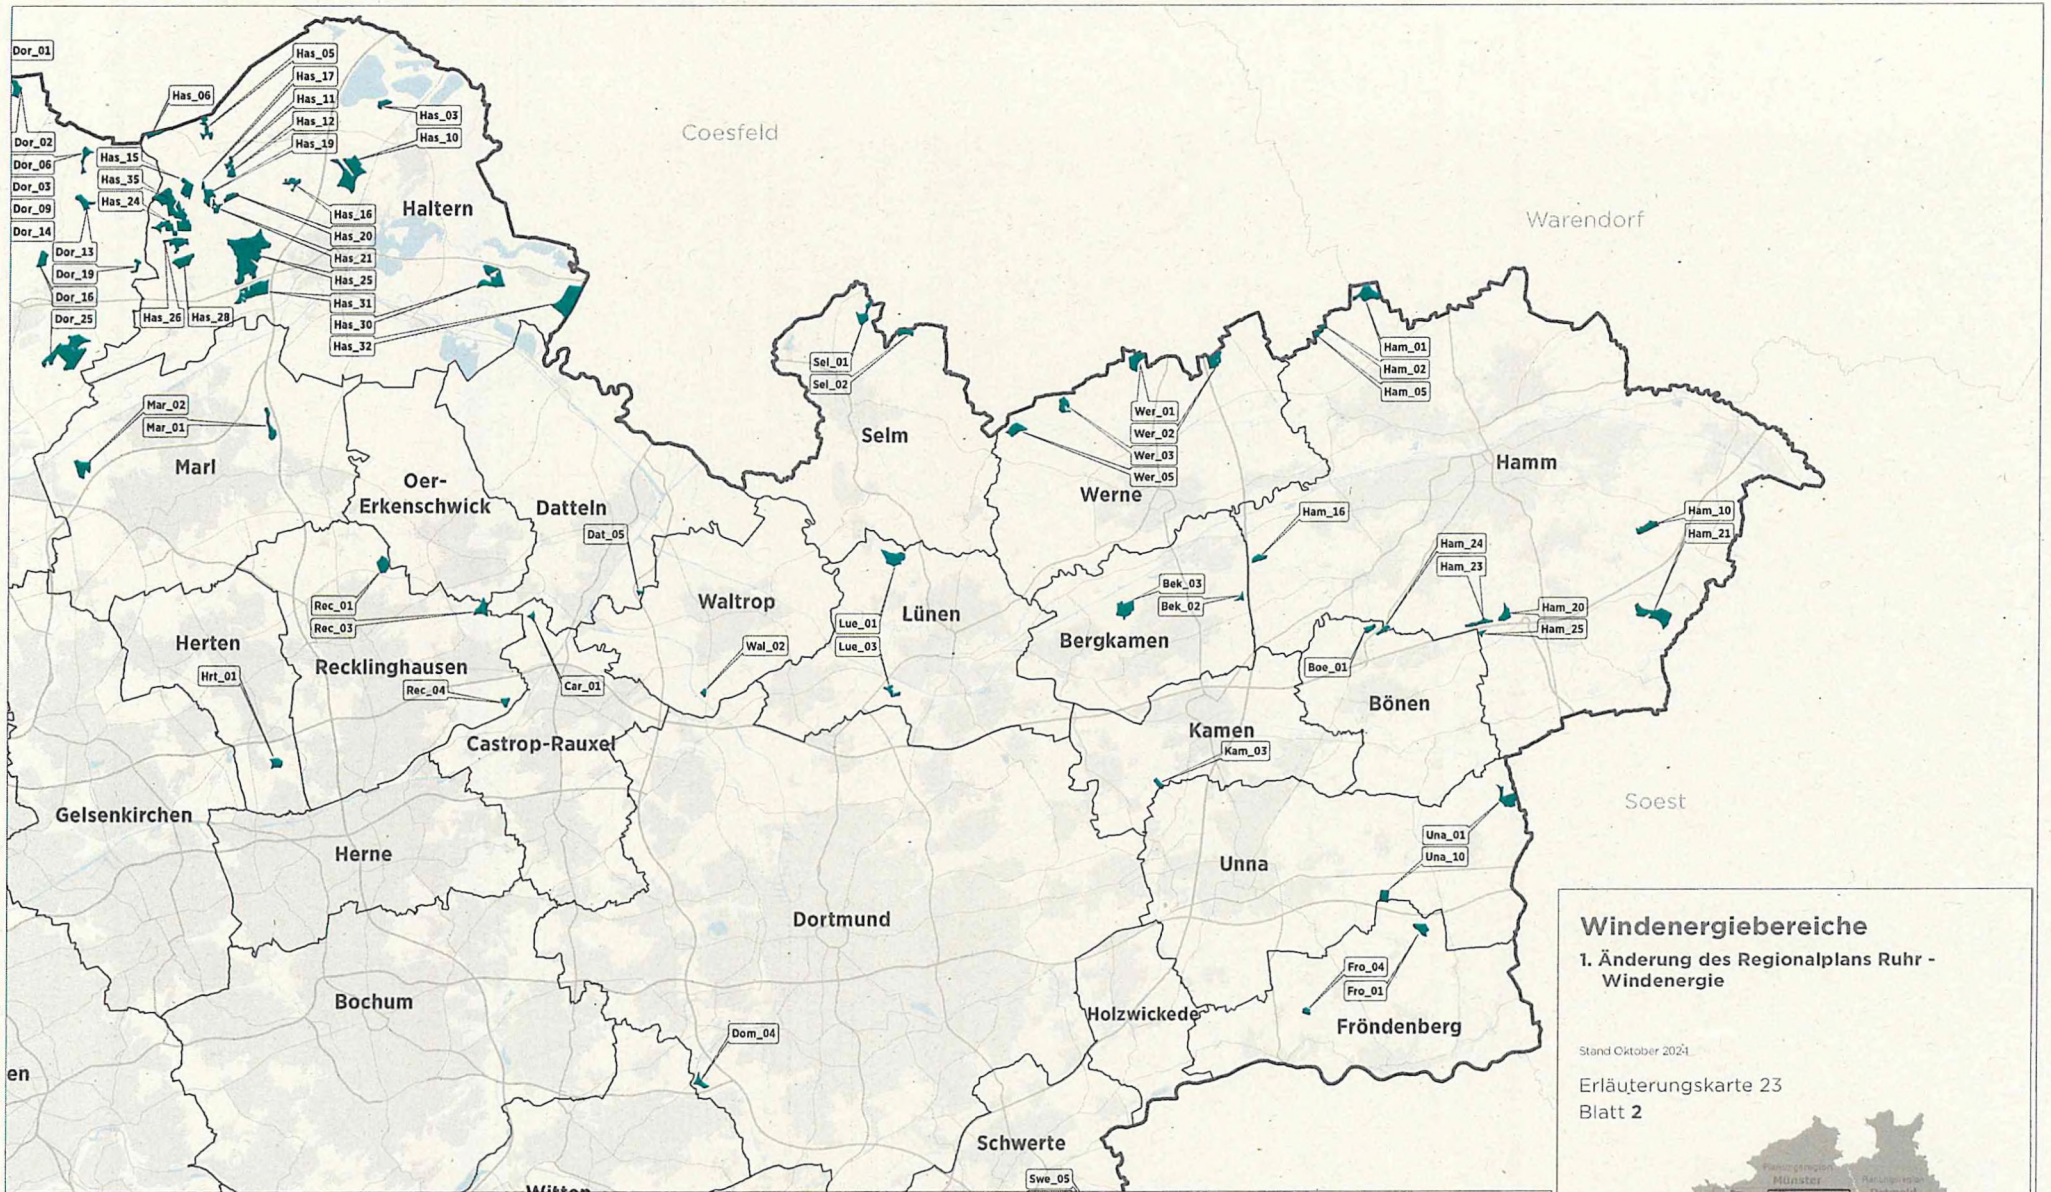 Dor_01
Dor_02
Dor_06
Dor_03
Dor_09
Dor_14
Dor_13
Dor_19
Dor_16
Dor_25
Has_06
Has_05
Has_17
Has_11
Has_12
Has_19
Has_03
Has_10
Has_15
Has_35
Has_24
Haltern
Has_16
Has_20
Has_21
Has_25
Has_31
Has_30
Has_32
Has_26
Has_28
Coesfeld
Warendorf
Sel_01
Sel_02
Selm
Ham_01
Ham_02
Ham_05
Wer_01
Wer_02
Wer_03
Wer_05
Werne
Hamm
Mar_02
Mar_01
Marl
Oer-
Erkenschwick
Datteln
Dat_05
Ham_16
Ham_10
Ham_21
Ham_24
Ham_23
Ham_20
Ham_25
Bek_03
Bek_02
Bergkamen
Rec_01
Rec_03
Waltrop
Lue_01
Lue_03
Lünen
Herten
Recklinghausen
Wal_02
Hrt_01
Rec_04
Car_01
Boe_01
Bönen
Castrop-Rauxel
Kamen
Kam_03
Gelsenkirchen
Herne
Soest
Una_01
Una_10
Unna
Dortmund
Bochum
Fro_04
Fro_01
Holzwickede
Fröndenberg
Dom_04
en
Schwerte
Swe_05
Witten
Windenergiebereiche
1. Änderung des Regionalplans Ruhr -
Windenergie
Stand Oktober 2024
Erläuterungskarte 23
Blatt 2
Planungsregion
Münster
Planungsregion